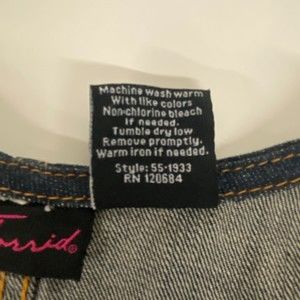 Machine wash warm
With like colors
Non-chlorine bleach
If needed.
Tumble dry low
Remove promptly.
Warm iron if needed.
Style: 55-1933
RN 120684
Torrid®